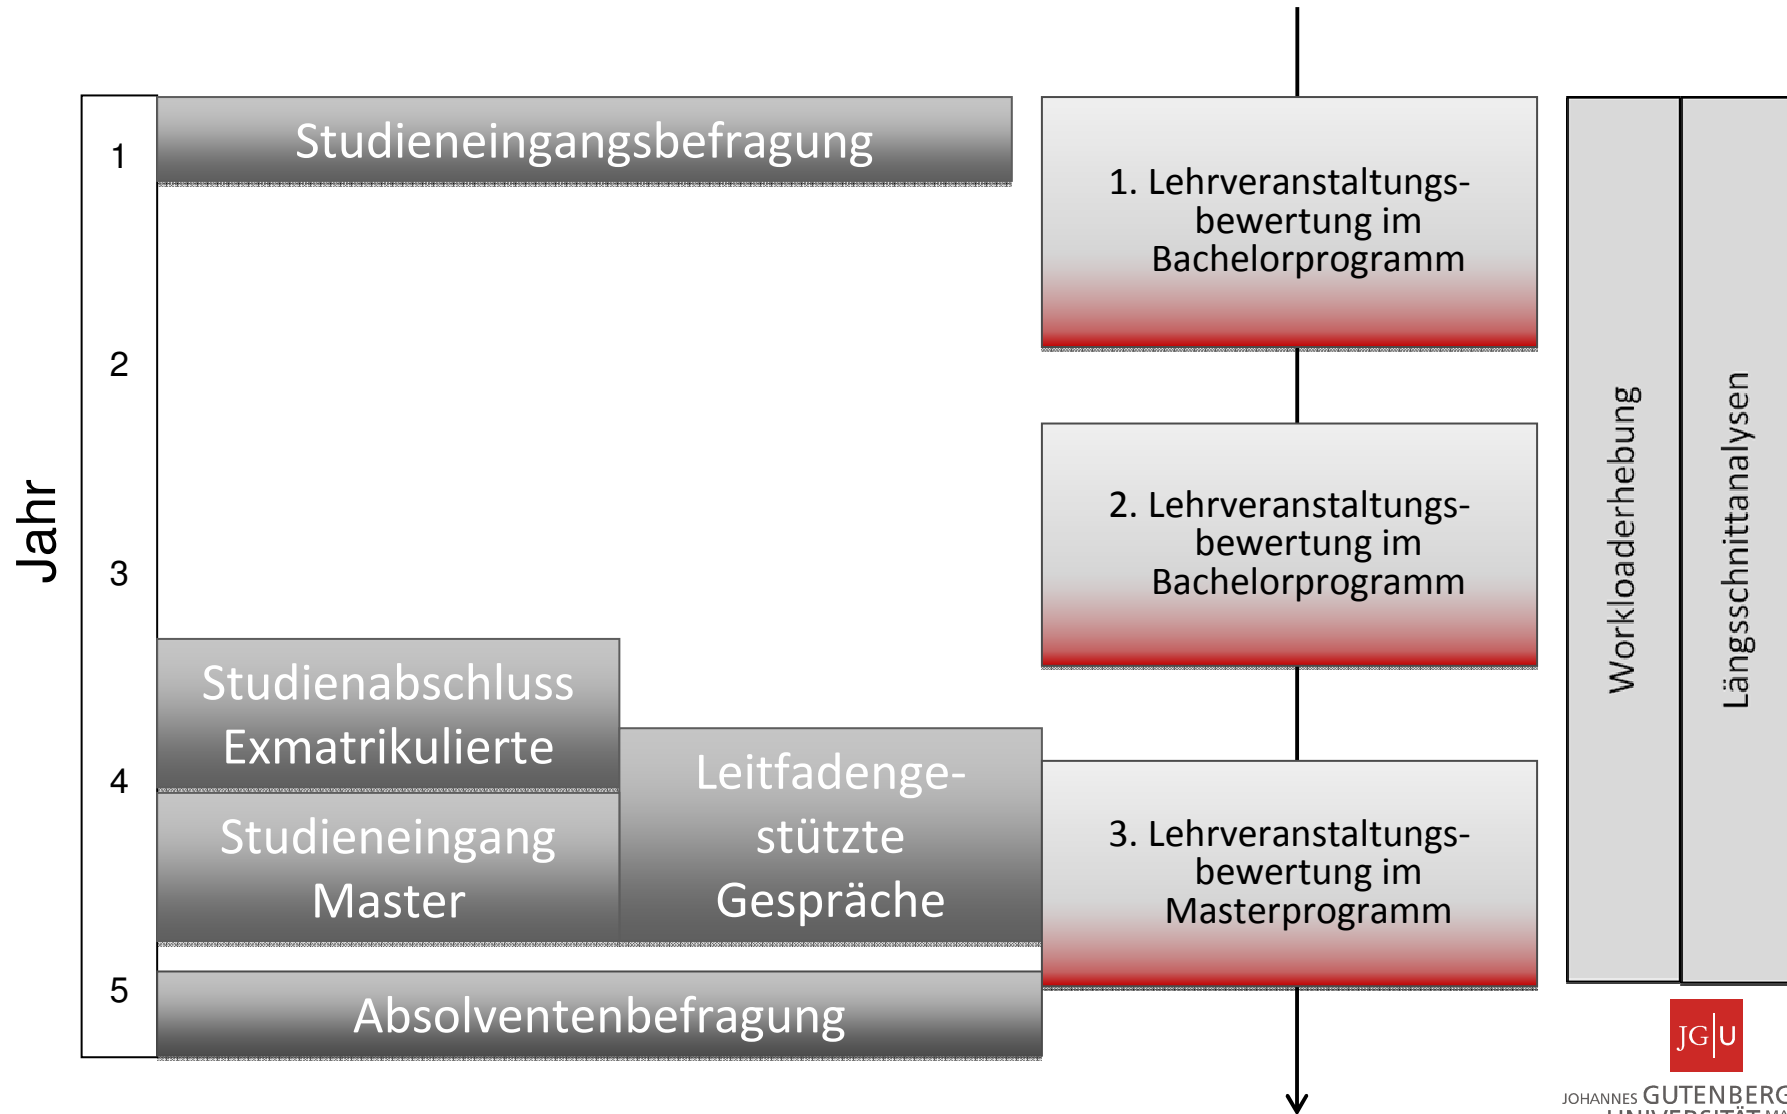 Jahr
1
2
3
4
5
Studieneingangsbefragung
Studienabschluss
Exmatrikulierte
Studieneingang
Master
Leitfadenge-
stützte
Gespräche
Absolventenbefragung
1. Lehrveranstaltungs-
bewertung im
Bachelorprogramm
2. Lehrveranstaltungs-
bewertung im
Bachelorprogramm
3. Lehrveranstaltungs-
bewertung im
Masterprogramm
Workloaderhebung
Längsschnittanalysen
JG|U
JOHANNES GUTENBERG
UNIVERSITÄT